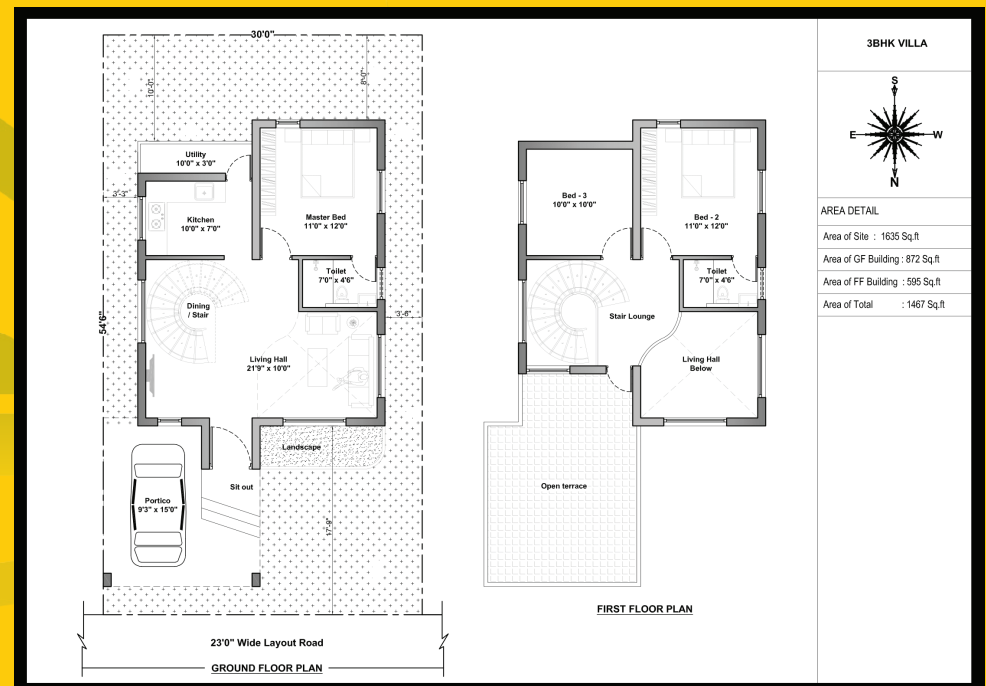 30'0"
10'-0"
8'-0"
Utility
10'0" x 3'0"
3'-3"
Kitchen
10'0" x 7'0"
Master Bed
11'0" x 12'0"
Toilet
7'0" x 4'6"
Dining
/ Stair
54'6"
3'-6"
Living Hall
21'9" x 10'0"
Landscape
Sit out
Portico
9'3" x 15'0"
17'-9"
23'0" Wide Layout Road
GROUND FLOOR PLAN
Bed - 3
10'0" x 10'0"
Bed - 2
11'0" x 12'0"
Toilet
7'0" x 4'6"
Stair Lounge
Living Hall
Below
Open terrace
FIRST FLOOR PLAN
3BHK VILLA
S
E
W
N
AREA DETAIL
Area of Site : 1635 Sq.ft
Area of GF Building : 872 Sq.ft
Area of FF Building : 595 Sq.ft
Area of Total : 1467 Sq.ft